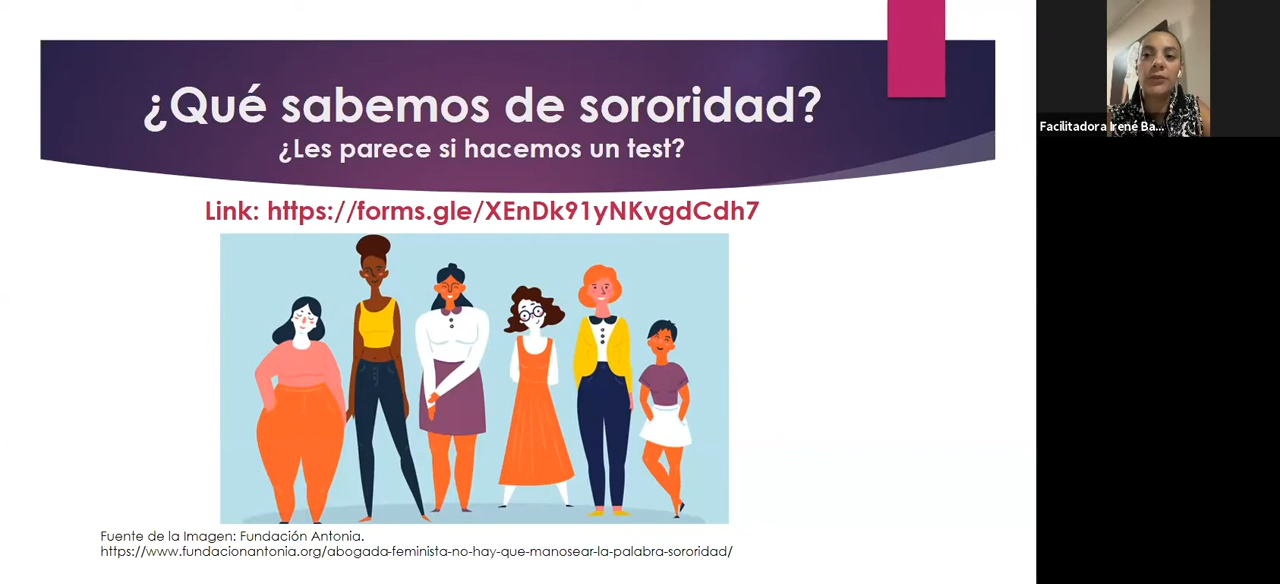 ¿Qué sabemos de sororidad?
¿Les parece si hacemos un test?
Link: https://forms.gle/XEnDk91yNKvgdCdh7
Fuente de la Imagen: Fundación Antonia.
https://www.fundacionantonia.org/abogada-feminista-no-hay-que-manosear-la-palabra-sororidad/
Facilitadora Irené Ba...